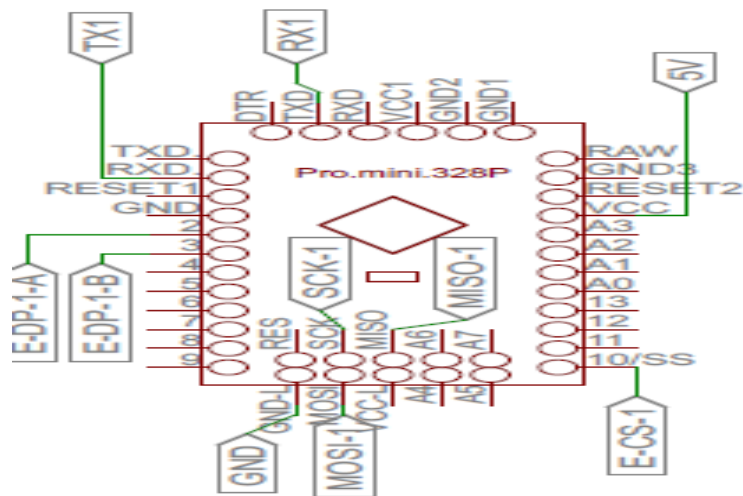 TX1
RX1
5V
DTR
TXD
RXD
VCC1
GND2
GND1
TXD.
RXD.
RESET1
GND
2
3
4
5
6
7
8
9
Pro.mini.328P
RAW
GND3
RESET2
VCC
A3
A2
A1
A0
13
12
11
10/SS
SCK-1
MISO-1
RES
SCK
MISO
A6
A7
GND-L
MOSI
VCC-L
A4
A5
E-DP-1-A
E-DP-1-B
GND
MOSI-1
E-CS-1